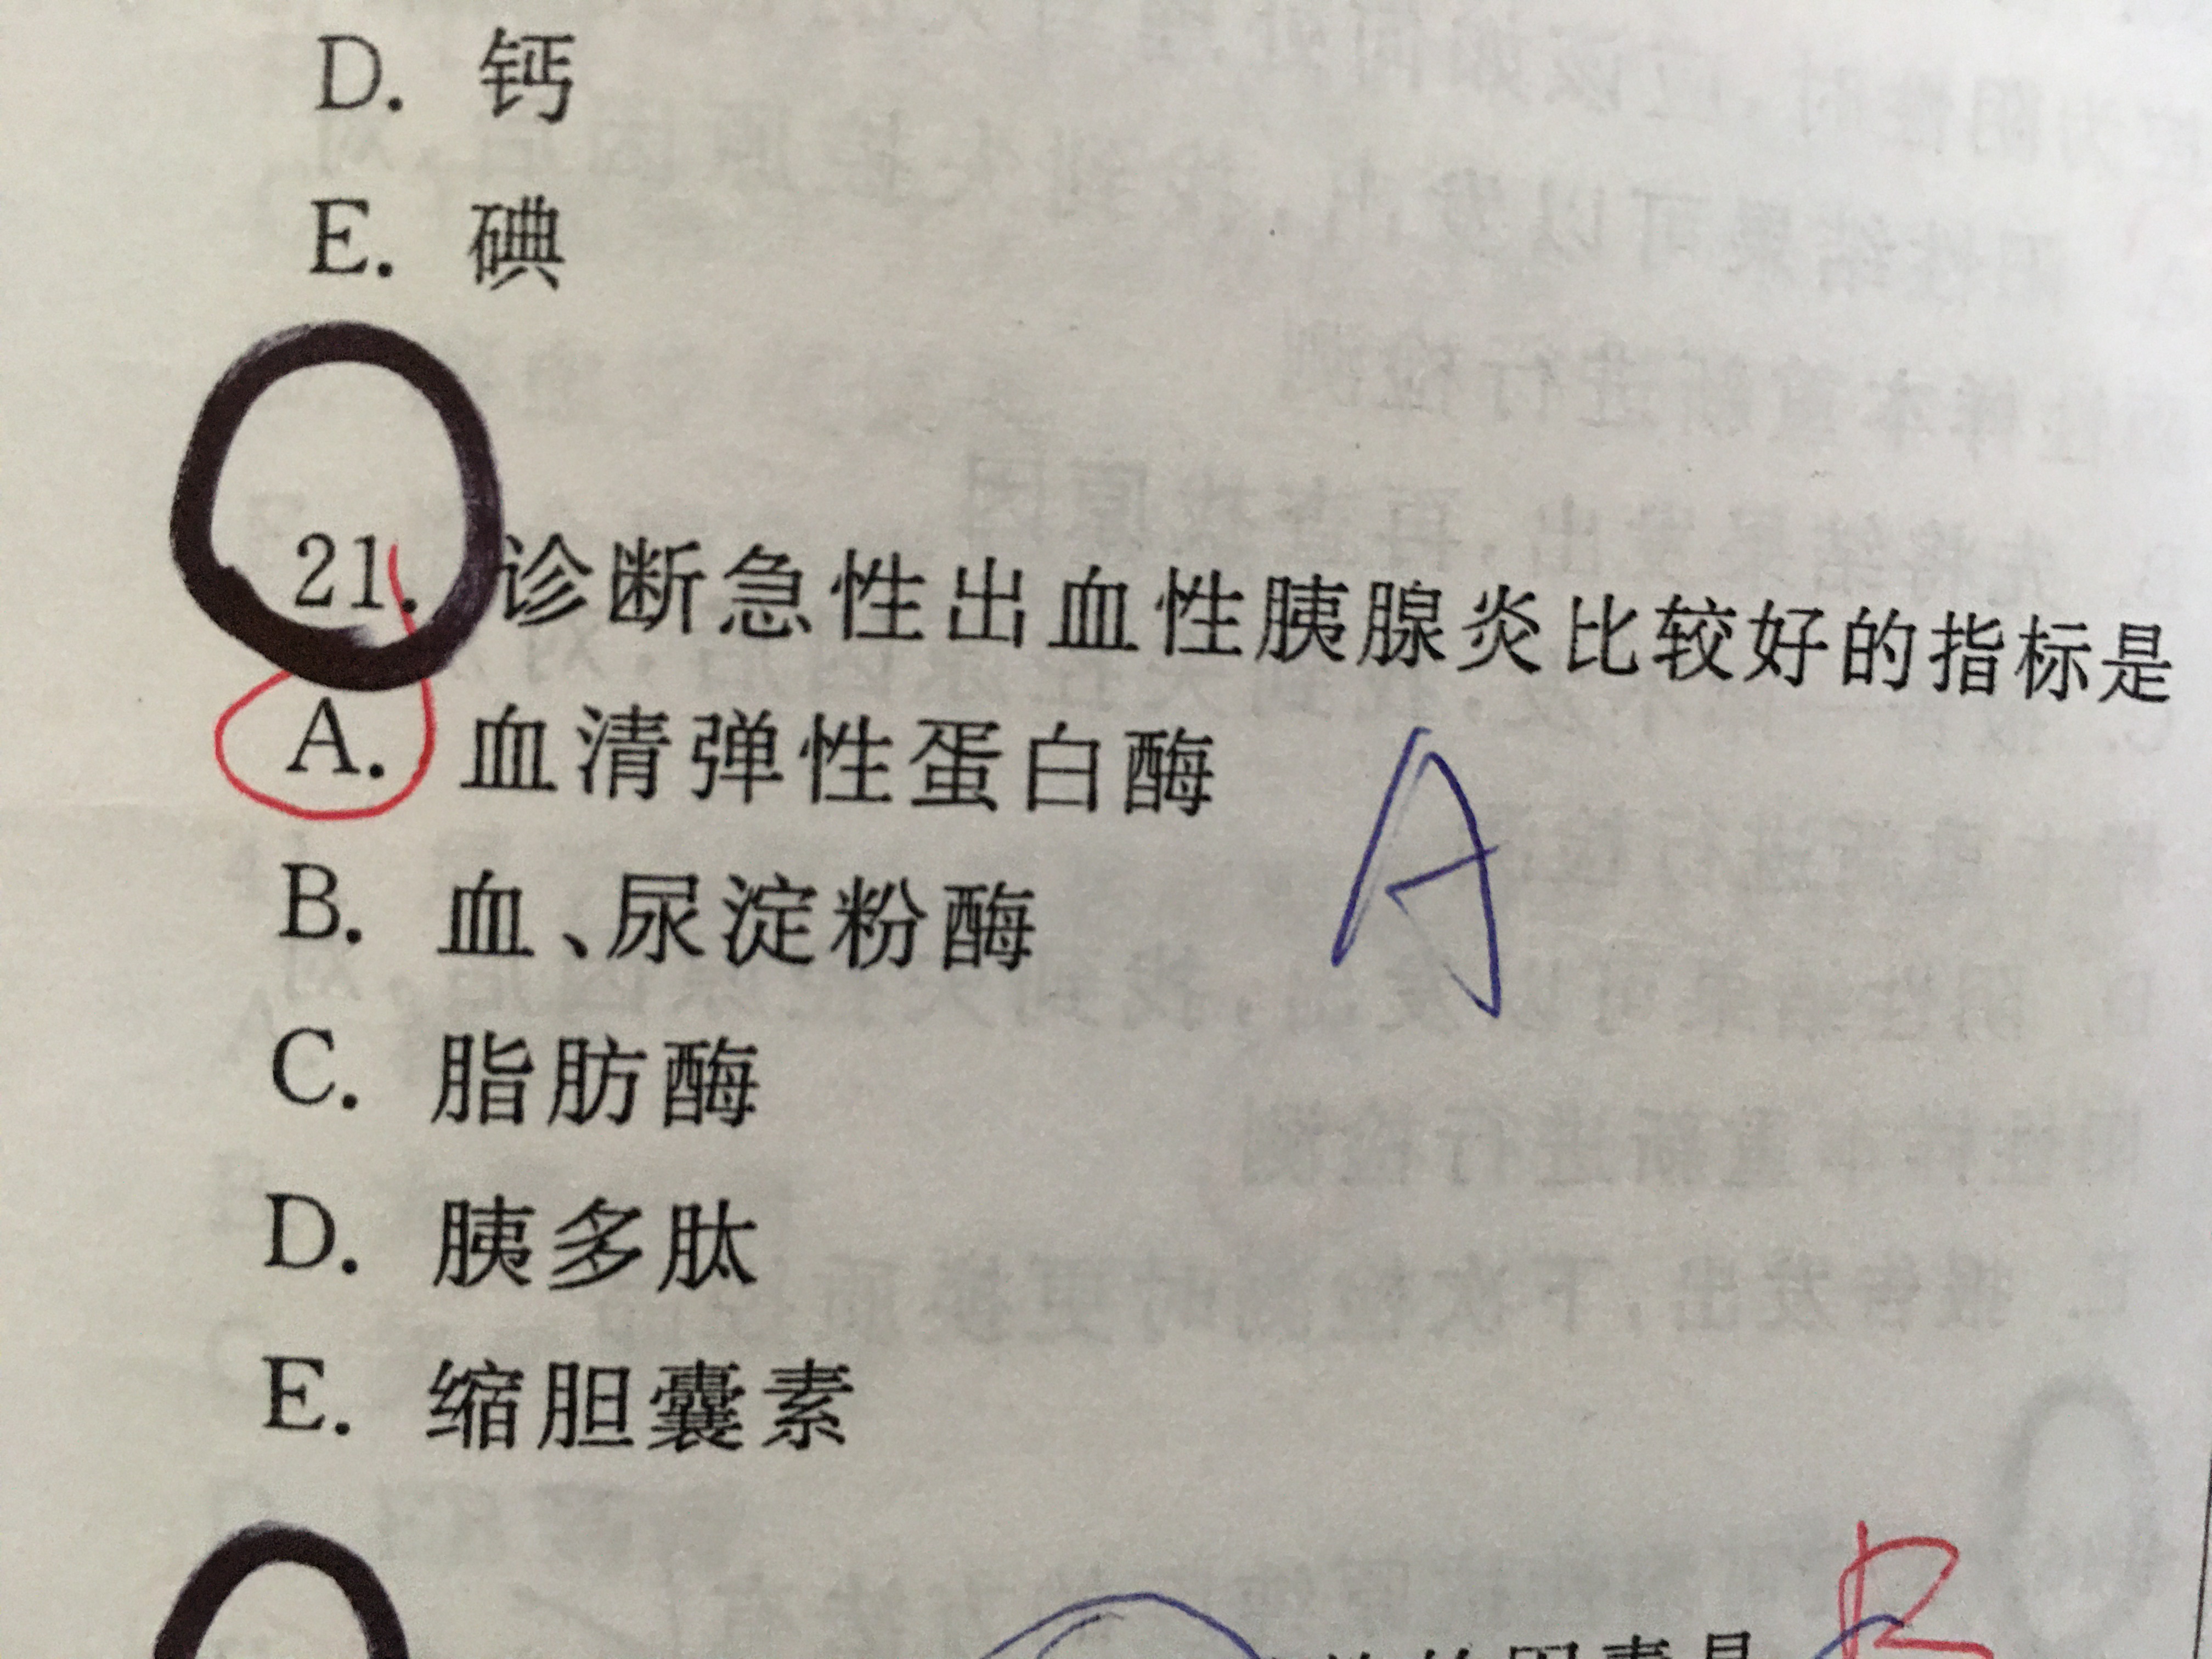 D. 钙
E. 碘
21. 诊断急性出血性胰腺炎比较好的指标是
A. 血清弹性蛋白酶
B. 血、尿淀粉酶
A
C. 脂肪酶
D. 胰多肽
E. 缩胆囊素
B